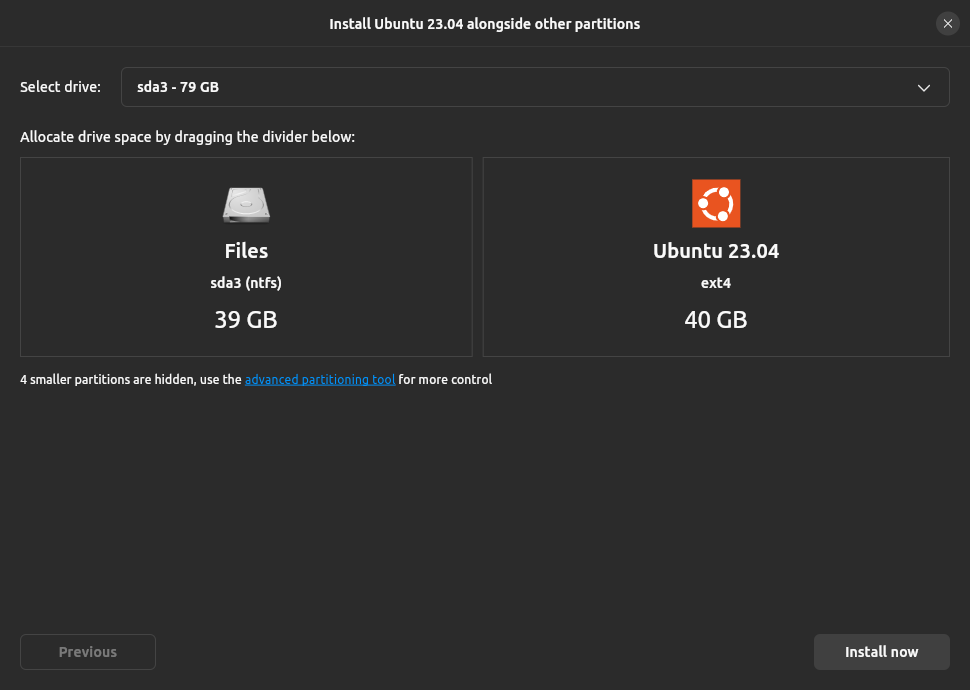 Install Ubuntu 23.04 alongside other partitions
Select drive: sda3 - 79 GB
Allocate drive space by dragging the divider below:
Files
sda3 (ntfs)
39 GB
Ubuntu 23.04
ext4
40 GB
4 smaller partitions are hidden, use the advanced partitioning tool for more control
Previous
Install now